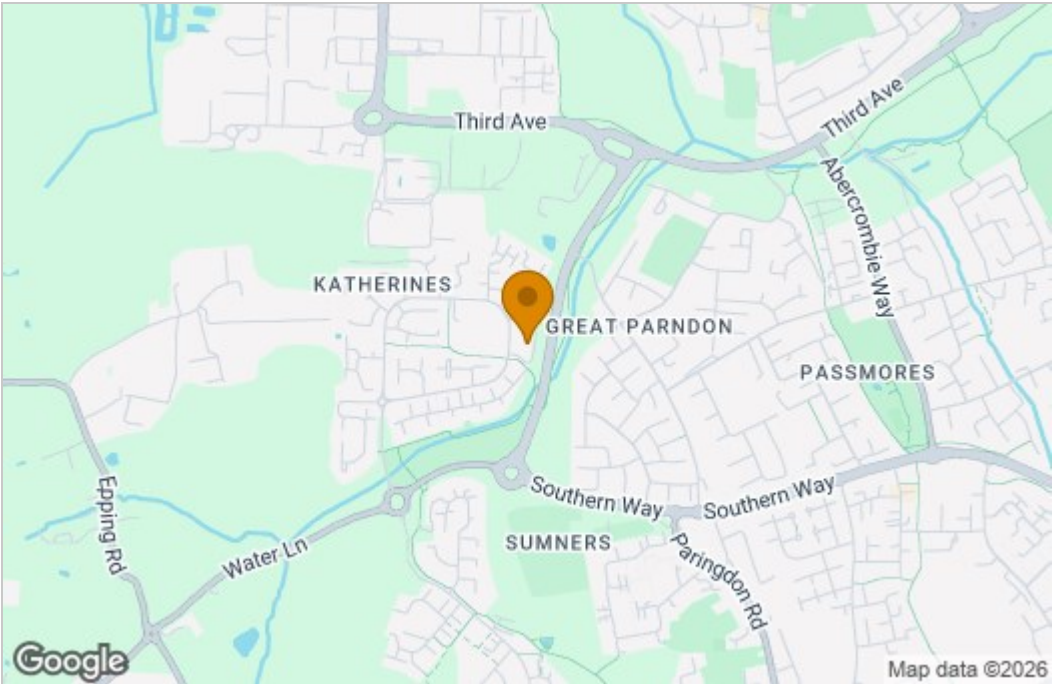 Third Ave
Third Ave
Abercrombie Way
KATHERINES
GREAT PARNDON
PASSMORES
Epping Rd
Southern Way
Southern Way
SUMNERS
Water Ln
Paringdon Rd
Google
Map data ©2026